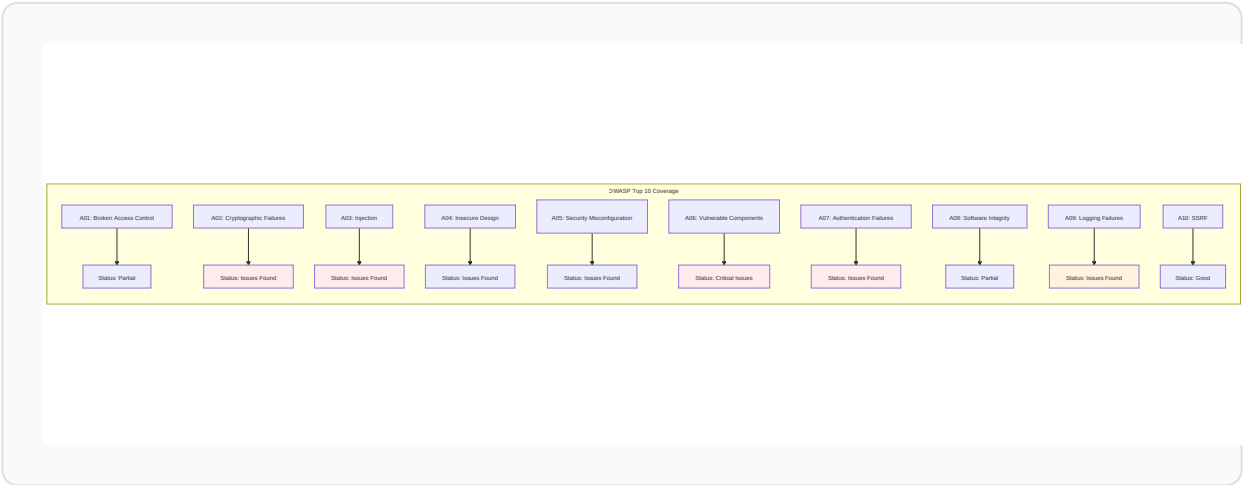 OWASP Top 10 Coverage
A01: Broken Access Control
A02: Cryptographic Failures
A03: Injection
A04: Insecure Design
A05: Security Misconfiguration
A06: Vulnerable Components
A07: Authentication Failures
A08: Software Integrity
A09: Logging Failures
A10: SSRF
Status: Partial
Status: Issues Found
Status: Issues Found
Status: Issues Found
Status: Issues Found
Status: Critical Issues
Status: Issues Found
Status: Partial
Status: Issues Found
Status: Good